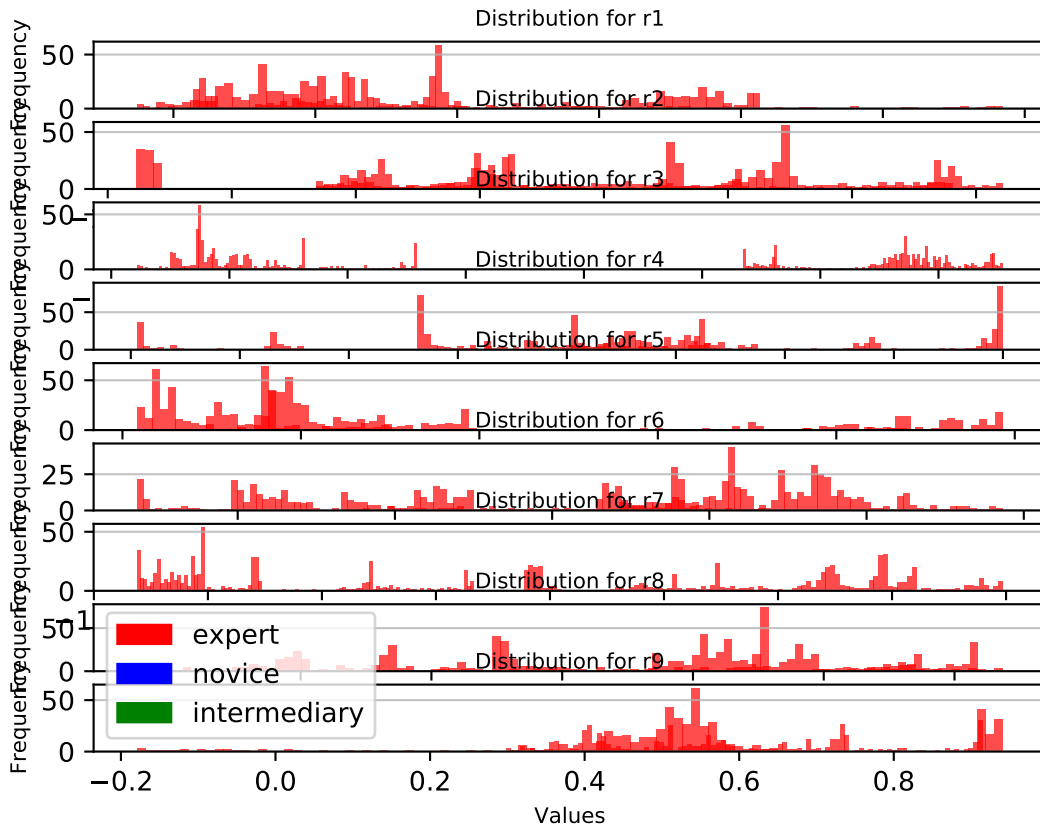 Distribution for r1
Frequency
50
0
Distribution for r2
Frequency
50
0
Distribution for r3
Frequency
50
0
Distribution for r4
Frequency
50
0
Distribution for r5
Frequency
50
0
Distribution for r6
Frequency
25
0
Distribution for r7
Frequency
50
0
Distribution for r8
Frequency
50
0
−1
expert
novice
intermediary
Distribution for r9
Frequency
50
0
−0.2 0.0 0.2 0.4 0.6 0.8
Values